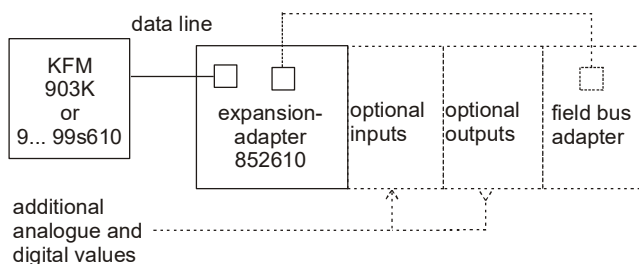 data line
KFM
903K
or
9... 99s610
expansion-
adapter
852610
optional
inputs
optional
outputs
field bus
adapter
additional
analogue and
digital values